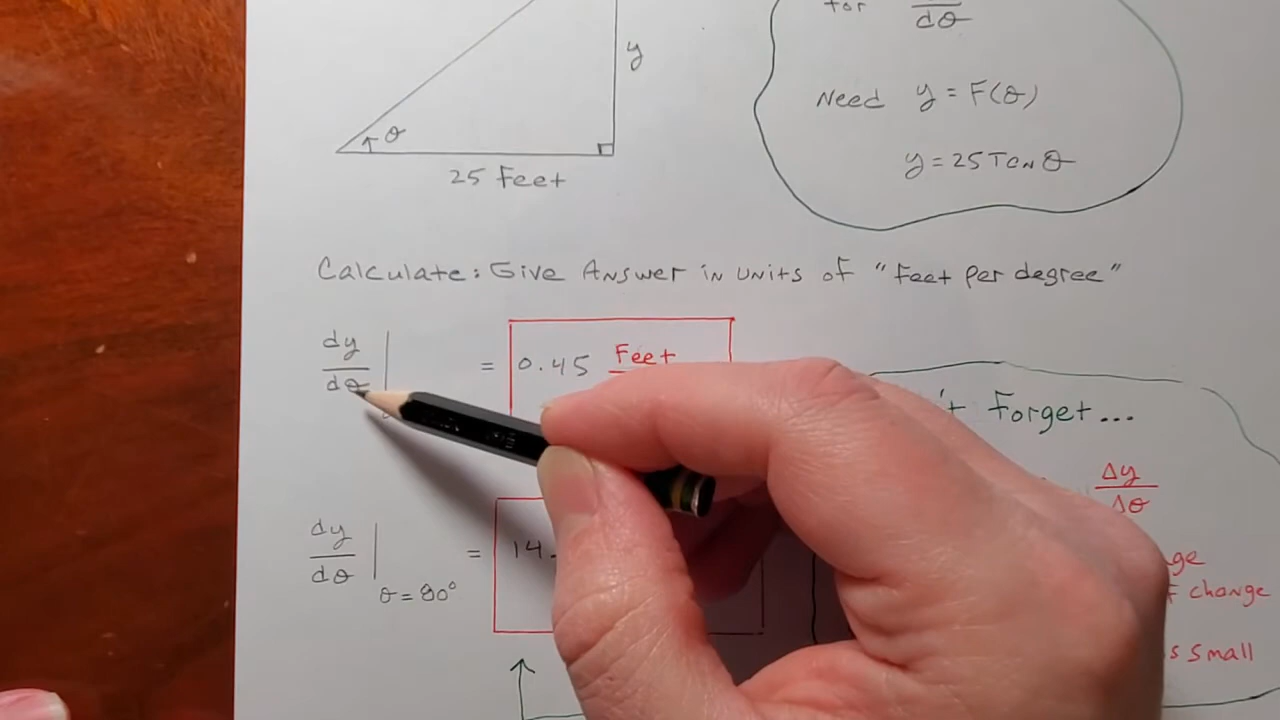 for dθ
y
Need y = F(θ)
θ
y = 25 Tan θ
25 Feet
Calculate: Give Answer in units of "feet per degree"
dy
dθ
= 0.45 Feet
't Forget...
Δy
Δθ
dy
dθ
θ = 80°
= 14.
ge
f change
s small